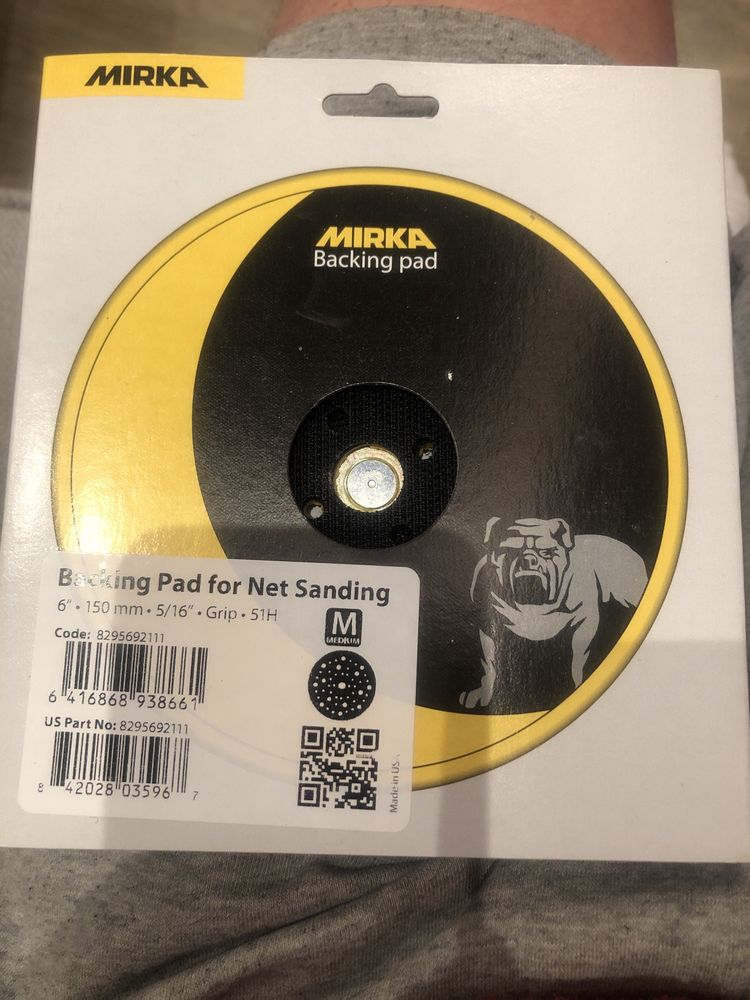 MIRKA
MIRKA
Backing pad
Backing Pad for Net Sanding
6" • 150 mm • 5/16" • Grip • 51H
M
MEDIUM
Code: 8295692111
6 416868 938661
US Part No: 8295692111
8 42028 03596 7
Made in USA